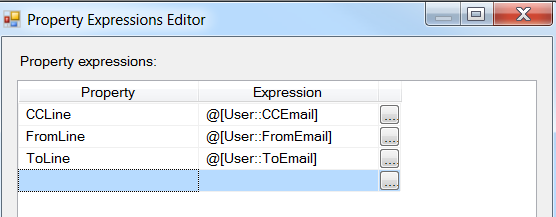 Property Expressions Editor
Property expressions:
Property Expression
CCLine @[User::CCEmail] ...
FromLine @[User::FromEmail] ...
ToLine @[User::ToEmail] ...
...